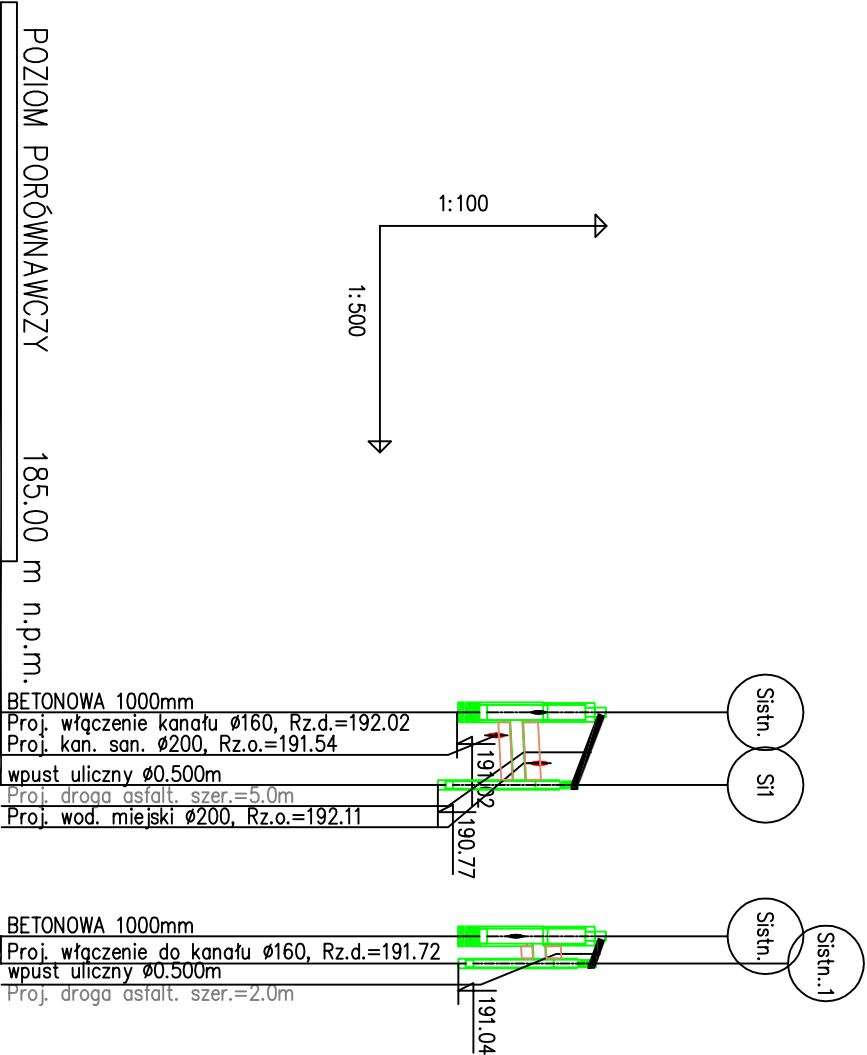 POZIOM PORÓWNAWCZY 185.00 m n.p.m.
1:100
1:500
Sistn.
Si1
BETONOWA 1000mm
Proj. włączenie kanału Ø160, Rz.d.=192.02
Proj. kan. san. Ø200, Rz.o.=191.54
wpust uliczny Ø0.500m
Proj. droga asfalt. szer.=5.0m
Proj. wod. miejski Ø200, Rz.o.=192.11
191.02
190.77
Sistn.
Sistn..1
BETONOWA 1000mm
Proj. włączenie do kanału Ø160, Rz.d.=191.72
wpust uliczny Ø0.500m
Proj. droga asfalt. szer.=2.0m
191.04